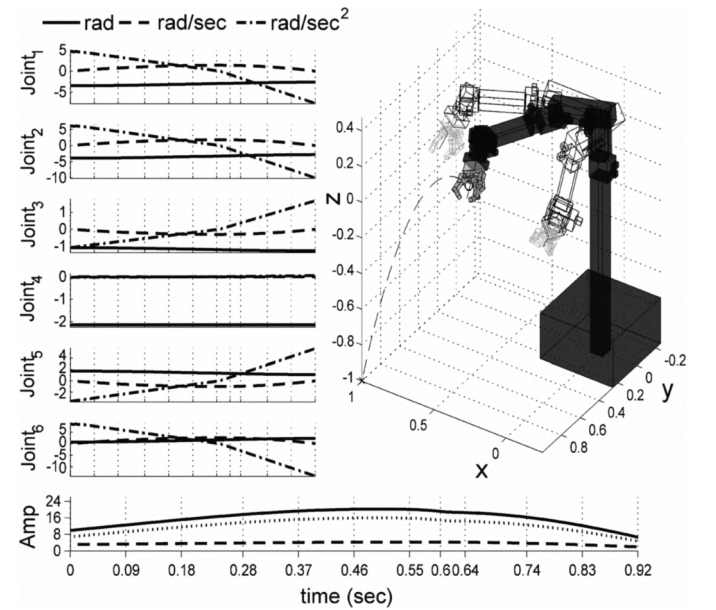 rad rad/sec rad/sec²
Joint₁ 5 0 -5
Joint₂ 5 0 -5 -10
Joint₃ 1 0 -1
Joint₄ 0 -2
Joint₅ 4 2 0 -2
Joint₆ 5 0 -5 -10
z 0.4 0.2 0 -0.2 -0.4 -0.6 -0.8 -1
1 0.5 0
x
0.8 0.6 0.4 0.2 0 -0.2
y
Amp 24 16 8 0
0 0.09 0.18 0.28 0.37 0.46 0.55 0.60 0.64 0.74 0.83 0.92
time (sec)